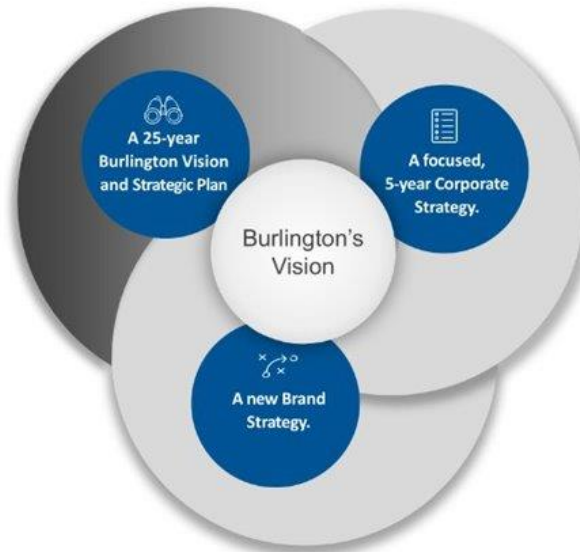 A 25-year
Burlington Vision
and Strategic Plan
A focused,
5-year Corporate
Strategy.
Burlington's
Vision
A new Brand
Strategy.